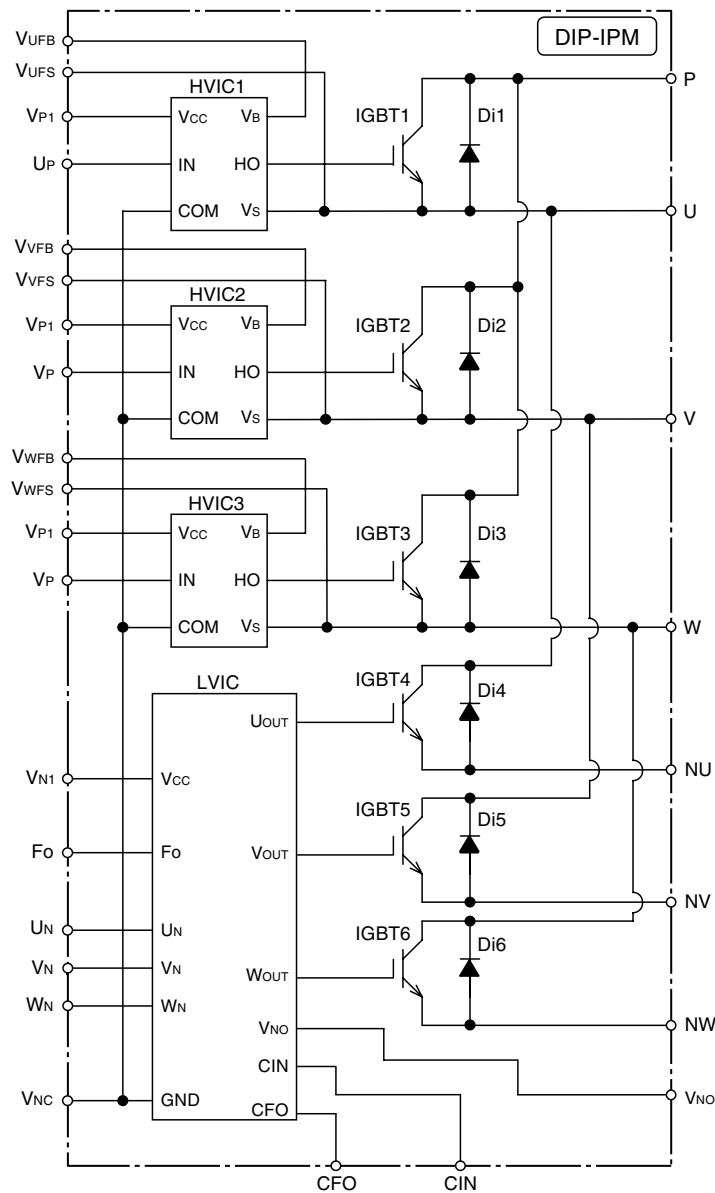 DIP-IPM
VUFB
VUFS
VP1
UP
HVIC1
VCC
VB
IN
HO
COM
VS
IGBT1
Di1
P
U
VVFB
VVFS
VP1
VP
HVIC2
VCC
VB
IN
HO
COM
VS
IGBT2
Di2
V
VWFB
VWFS
VP1
VP
HVIC3
VCC
VB
IN
HO
COM
VS
IGBT3
Di3
W
LVIC
UOUT
IGBT4
Di4
NU
VN1
VCC
Fo
Fo
VOUT
IGBT5
Di5
NV
UN
UN
VN
VN
WN
WN
WOUT
IGBT6
Di6
NW
VNO
VNO
CIN
VNC
GND
CFO
CFO
CIN